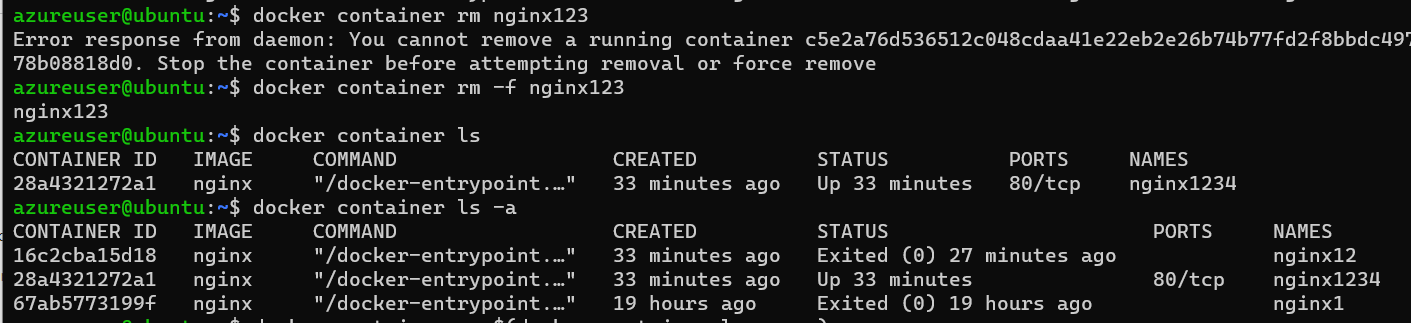 azureuser@ubuntu:~$ docker container rm nginx123
Error response from daemon: You cannot remove a running container c5e2a76d536512c048cdaa41e22eb2e26b74b77fd2f8bbdc497
78b08818d0. Stop the container before attempting removal or force remove
azureuser@ubuntu:~$ docker container rm -f nginx123
nginx123
azureuser@ubuntu:~$ docker container ls
CONTAINER ID   IMAGE     COMMAND                  CREATED          STATUS          PORTS     NAMES
28a4321272a1   nginx     "/docker-entrypoint.…"   33 minutes ago   Up 33 minutes   80/tcp    nginx1234
azureuser@ubuntu:~$ docker container ls -a
CONTAINER ID   IMAGE     COMMAND                  CREATED          STATUS                      PORTS     NAMES
16c2cba15d18   nginx     "/docker-entrypoint.…"   33 minutes ago   Exited (0) 27 minutes ago             nginx12
28a4321272a1   nginx     "/docker-entrypoint.…"   33 minutes ago   Up 33 minutes               80/tcp    nginx1234
67ab5773199f   nginx     "/docker-entrypoint.…"   19 hours ago     Exited (0) 19 hours ago               nginx1